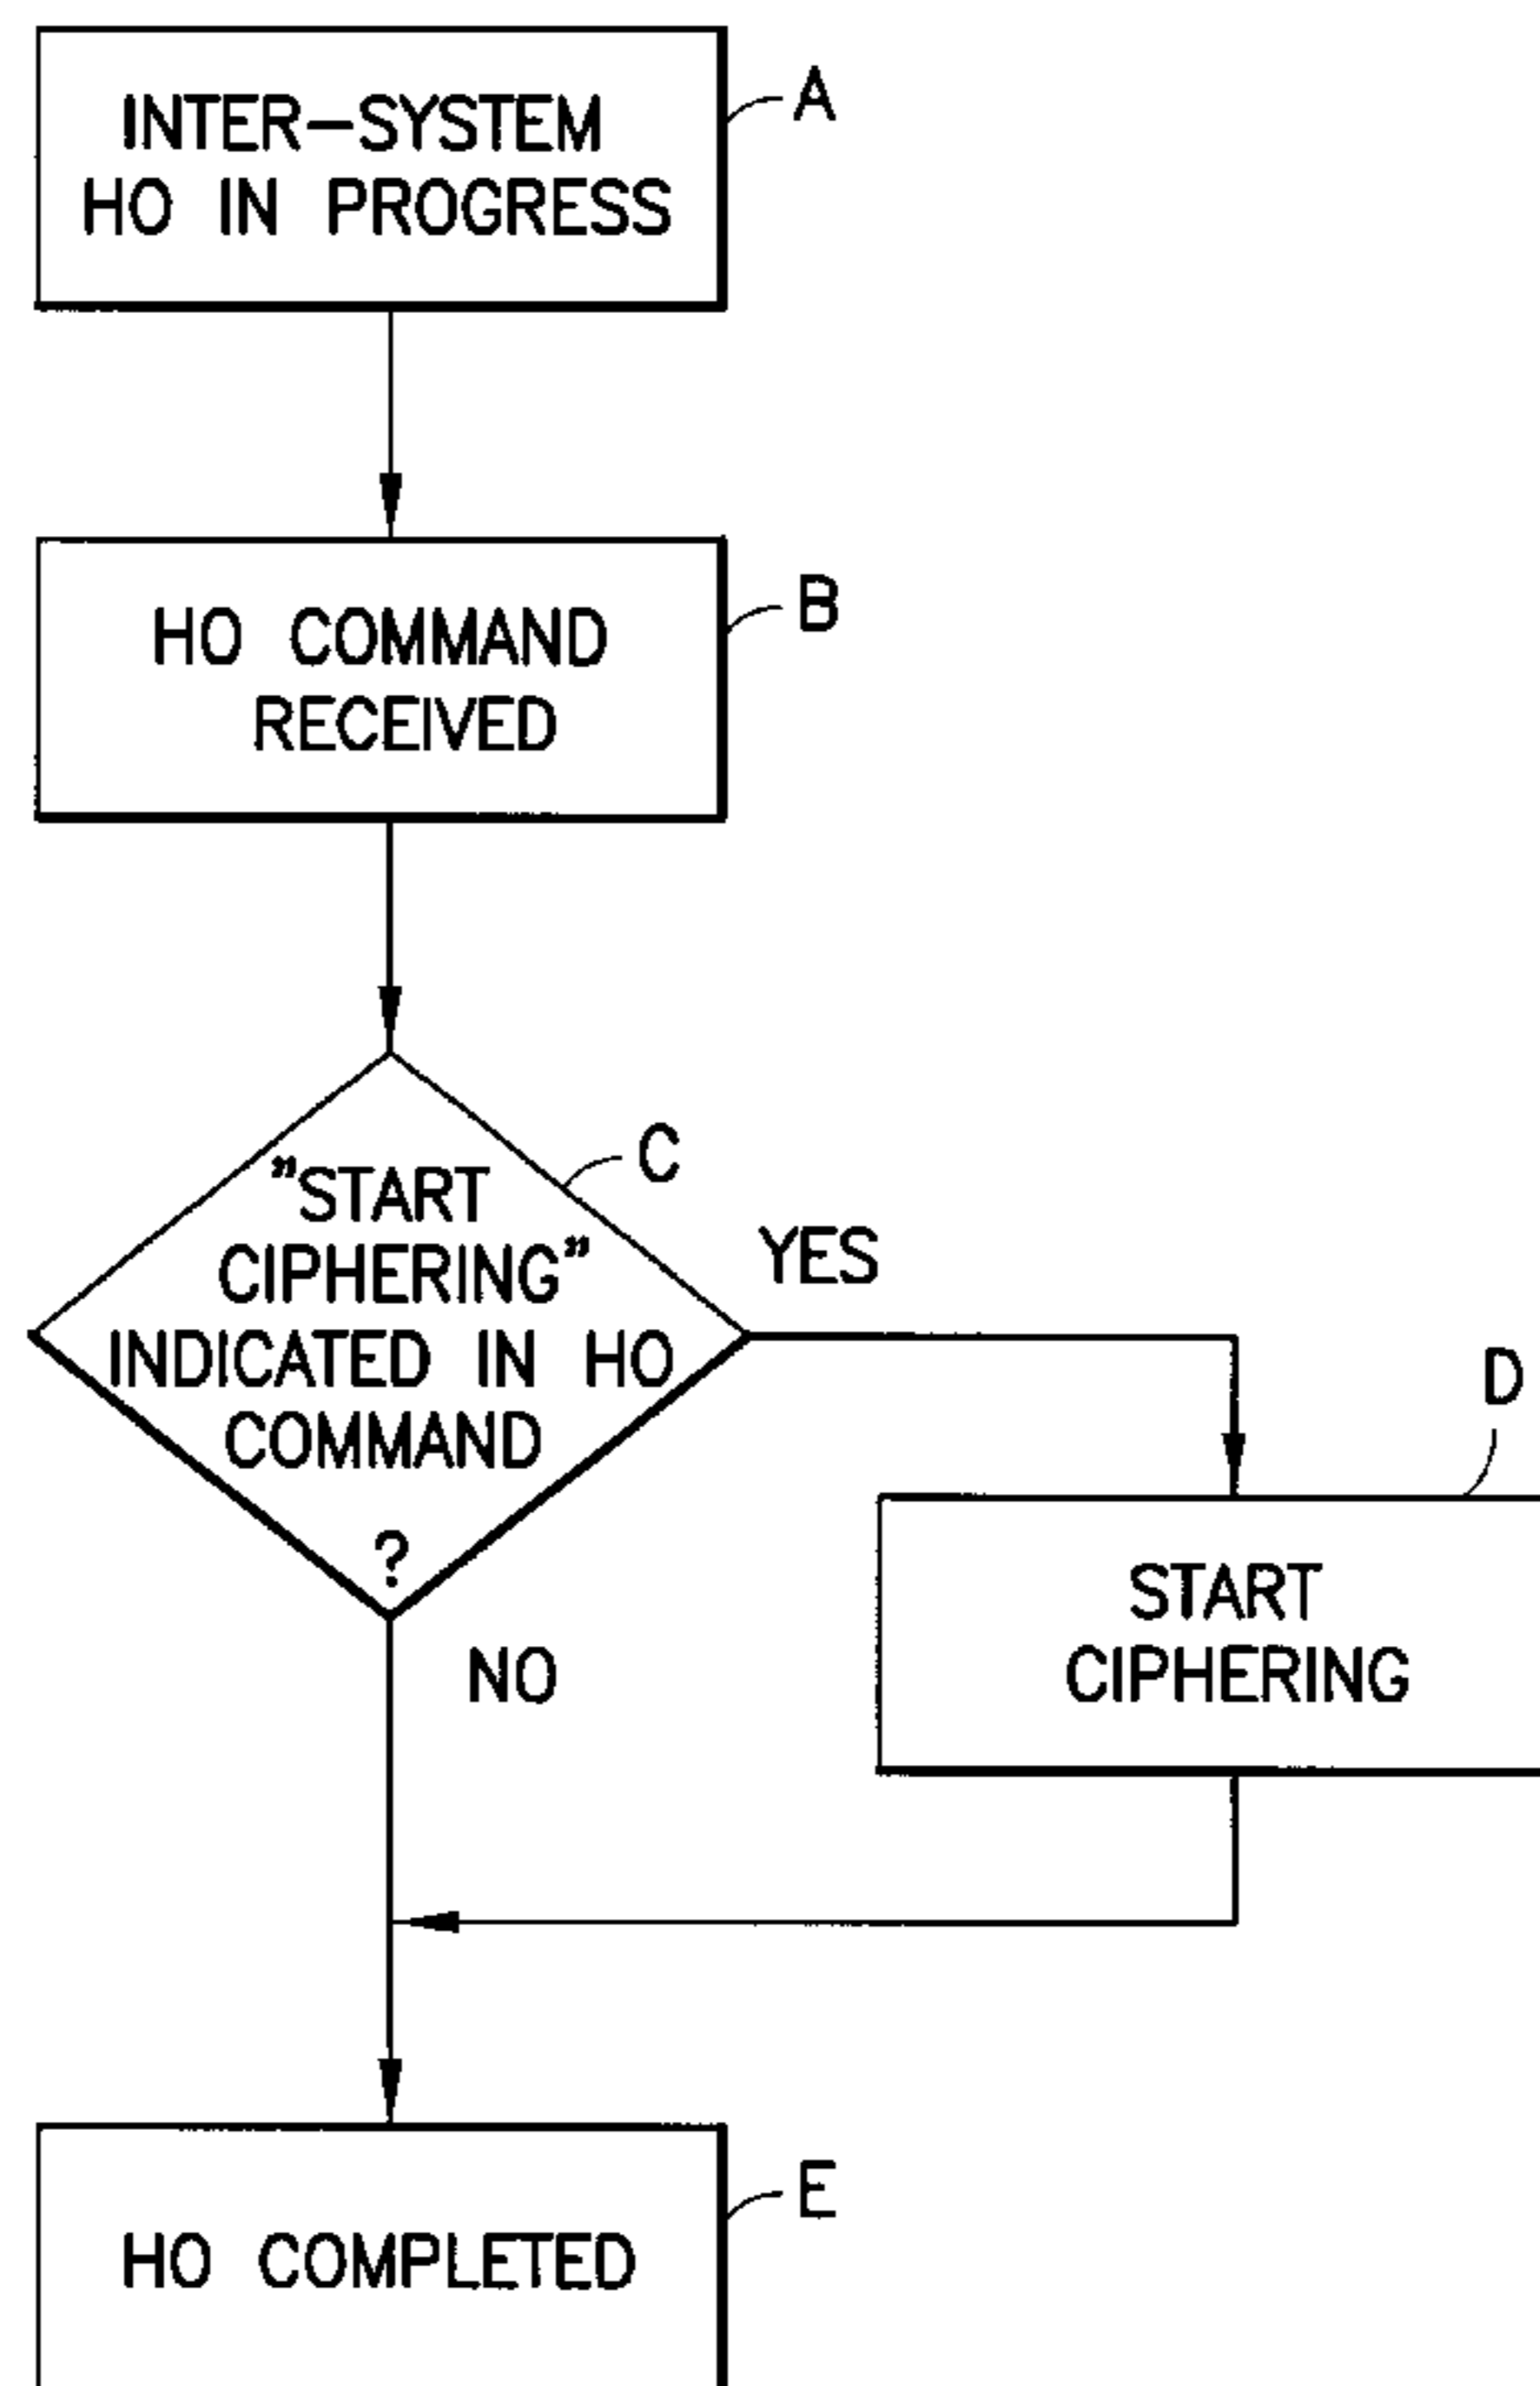 INTER-SYSTEM
HO IN PROGRESS
A
HO COMMAND
RECEIVED
B
"START
CIPHERING"
INDICATED IN HO
COMMAND
?
C
YES
NO
D
START
CIPHERING
HO COMPLETED
E